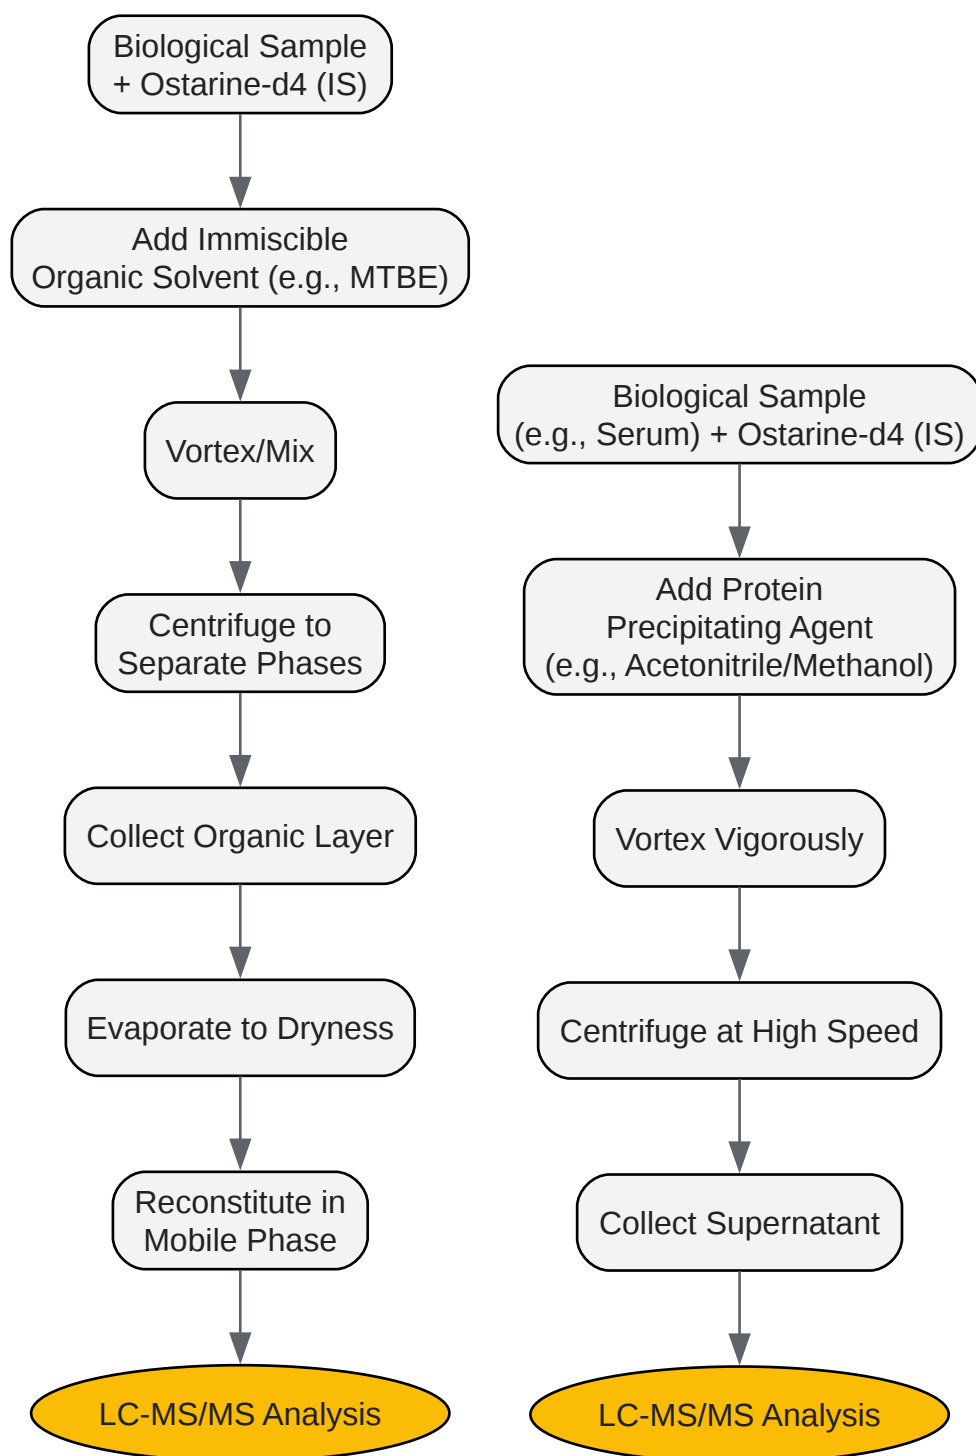 Biological Sample
+ Ostarine-d4 (IS)
Add Immiscible
Organic Solvent (e.g., MTBE)
Vortex/Mix
Centrifuge to
Separate Phases
Collect Organic Layer
Evaporate to Dryness
Reconstitute in
Mobile Phase
LC-MS/MS Analysis
Biological Sample
(e.g., Serum) + Ostarine-d4 (IS)
Add Protein
Precipitating Agent
(e.g., Acetonitrile/Methanol)
Vortex Vigorously
Centrifuge at High Speed
Collect Supernatant
LC-MS/MS Analysis